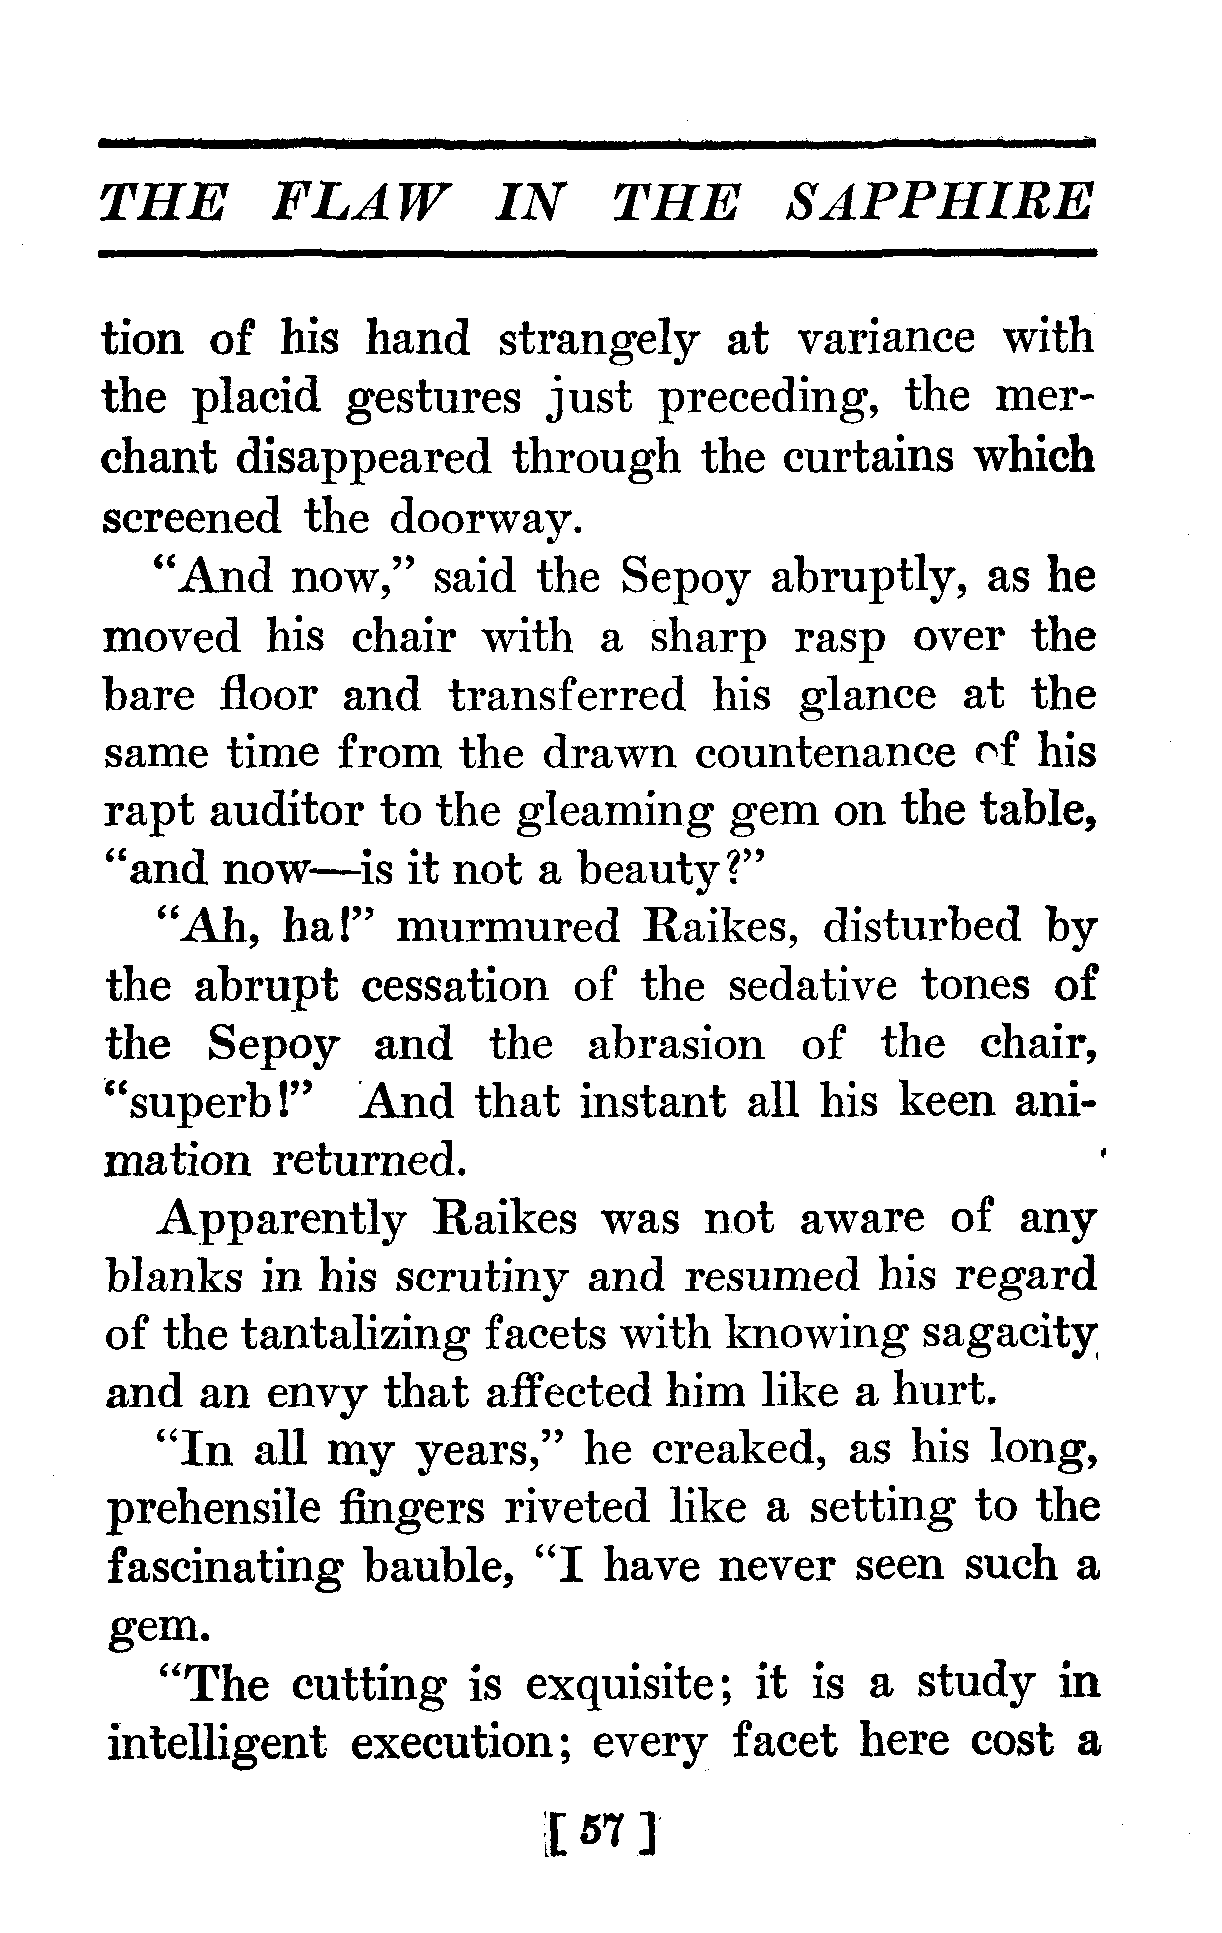 THE FLAW IN THE SAPPHIRE
tion of his hand strangely at variance with
the placid gestures just preceding, the mer-
chant disappeared through the curtains which
screened the doorway.
“And now,” said the Sepoy abruptly, as he
moved his chair with a sharp rasp over the
bare floor and transferred his glance at the
same time from the drawn countenance of his
rapt auditor to the gleaming gem on the table,
“and now—is it not a beauty?”
“Ah, ha!” murmured Raikes, disturbed by
the abrupt cessation of the sedative tones of
the Sepoy and the abrasion of the chair,
“superb!” And that instant all his keen ani-
mation returned.
Apparently Raikes was not aware of any
blanks in his scrutiny and resumed his regard
of the tantalizing facets with knowing sagacity
and an envy that affected him like a hurt.
“In all my years,” he creaked, as his long,
prehensile fingers riveted like a setting to the
fascinating bauble, “I have never seen such a
gem.
“The cutting is exquisite; it is a study in
intelligent execution; every facet here cost a
[ 57 ]